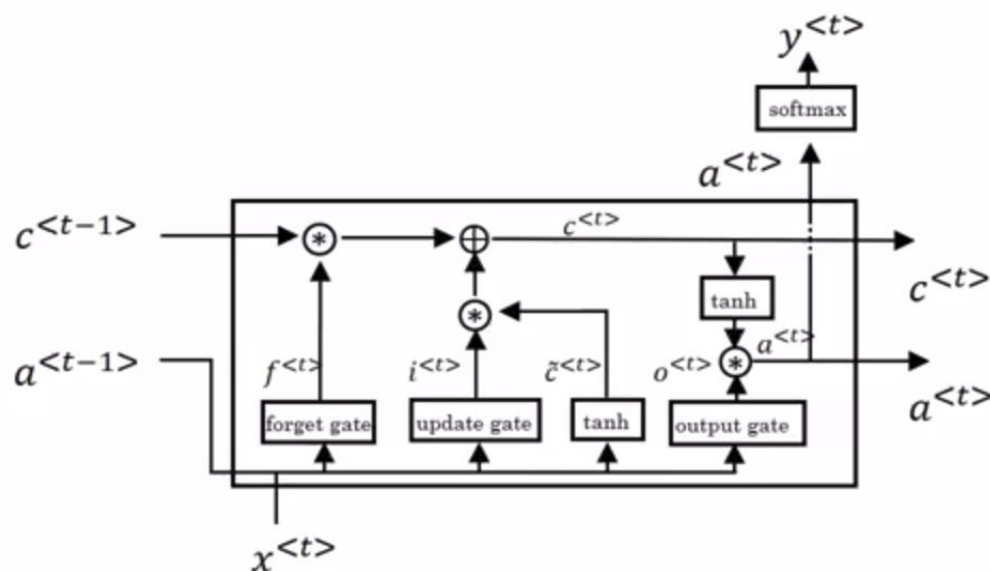 y<t>
softmax
a<t>
c<t-1>
*
⊕
c<t>
c<t>
tanh
*
a<t-1>
f<t>
i<t>
c̃<t>
o<t>
*
a<t>
a<t>
forget gate
update gate
tanh
output gate
x<t>